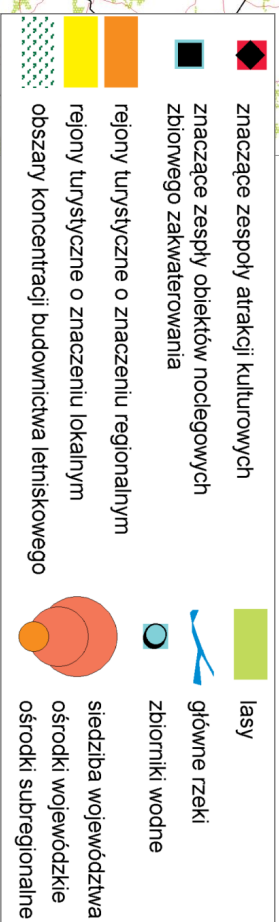 znaczące zespoły atrakcji kulturowych
znaczące zespły obiektów noclegowych
zbiorwego zakwaterowania
rejony turystyczne o znaczeniu regionalnym
rejony turystyczne o znaczeniu lokalnym
obszary koncentracji budownictwa letniskowego
lasy
główne rzeki
zbiorniki wodne
siedziba województwa
ośrodki wojewódzkie
ośrodki subregionalne